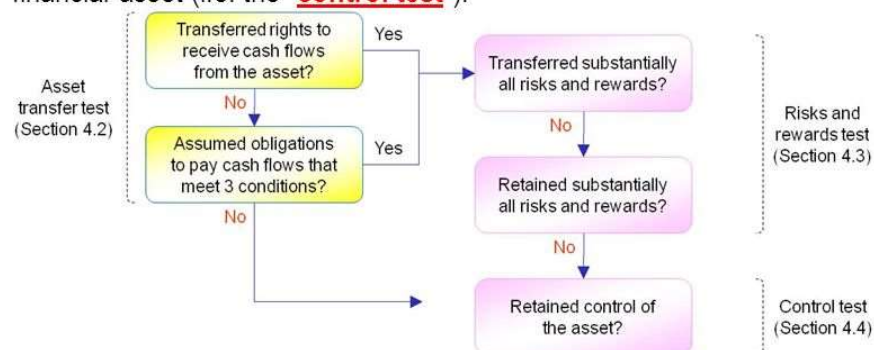 financial asset (i.e. the "control test").
Transferred rights to
receive cash flows
from the asset?
Yes
Asset
transfer test
(Section 4.2)
No
Assumed obligations
to pay cash flows that
meet 3 conditions?
Yes
No
Transferred substantially
all risks and rewards?
No
Retained substantially
all risks and rewards?
Risks and
rewards test
(Section 4.3)
No
Retained control of
the asset?
Control test
(Section 4.4)